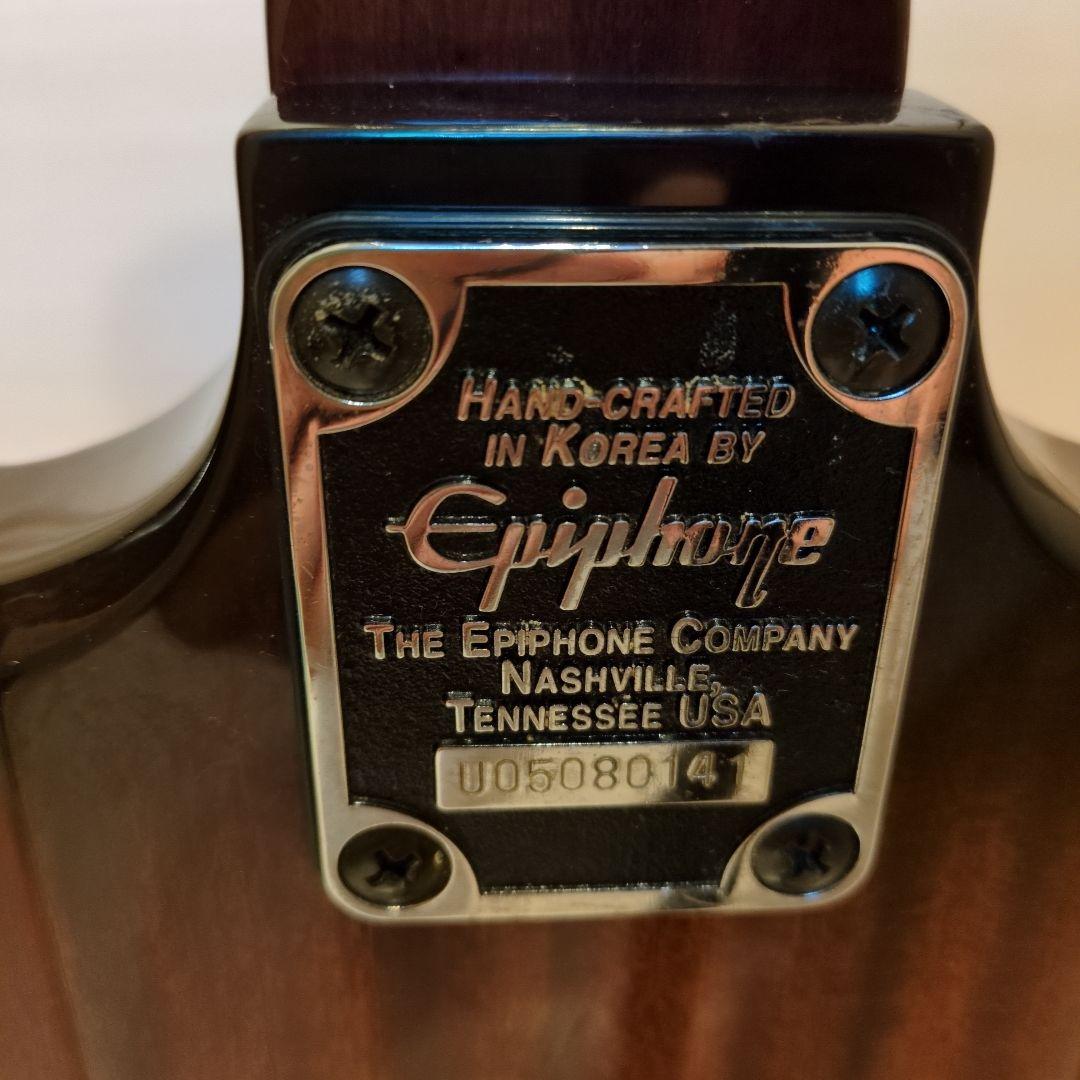 HAND-CRAFTED
IN KOREA BY
Epiphone
THE EPIPHONE COMPANY
NASHVILLE,
TENNESSEE USA
U05080141